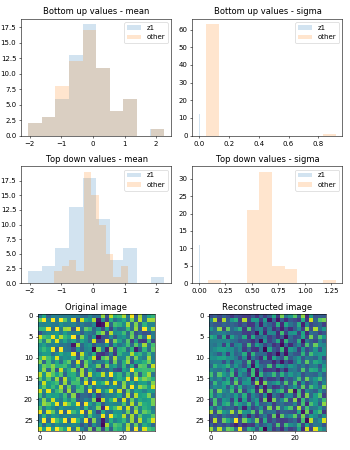 Bottom up values - mean
17.5
15.0
12.5
10.0
7.5
5.0
2.5
0.0
z1
other
-2 -1 0 1 2
Bottom up values - sigma
60
50
40
30
20
10
0
z1
other
0.0 0.2 0.4 0.6 0.8
Top down values - mean
17.5
15.0
12.5
10.0
7.5
5.0
2.5
0.0
z1
other
-2 -1 0 1 2
Top down values - sigma
30
25
20
15
10
5
0
z1
other
0.00 0.25 0.50 0.75 1.00 1.25
Original image
0
5
10
15
20
25
0 10 20
Reconstructed image
0
5
10
15
20
25
0 10 20